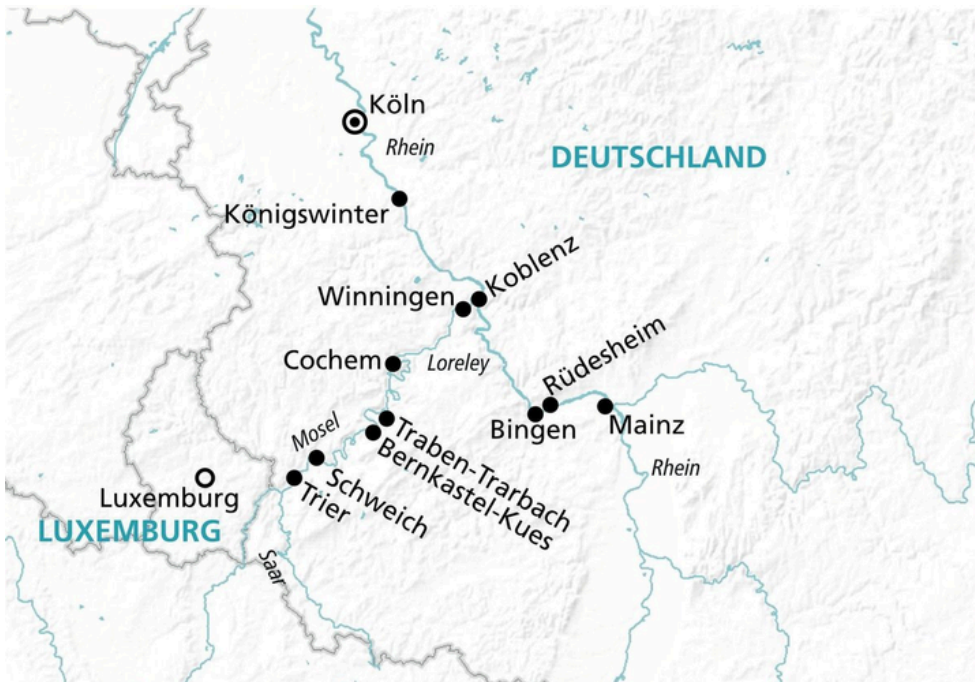 Köln
Rhein
DEUTSCHLAND
Königswinter
Koblenz
Winningen
Rüdesheim
Cochem
Loreley
Bingen
Mainz
Mosel
Traben-Trarbach
Bernkastel-Kues
Rhein
Schweich
Trier
Luxemburg
LUXEMBURG
Saar